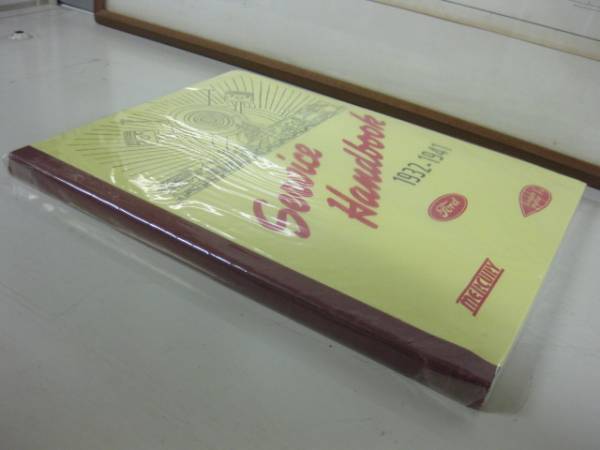 Service
Handbook
1932-1941
Ford
MERCURY